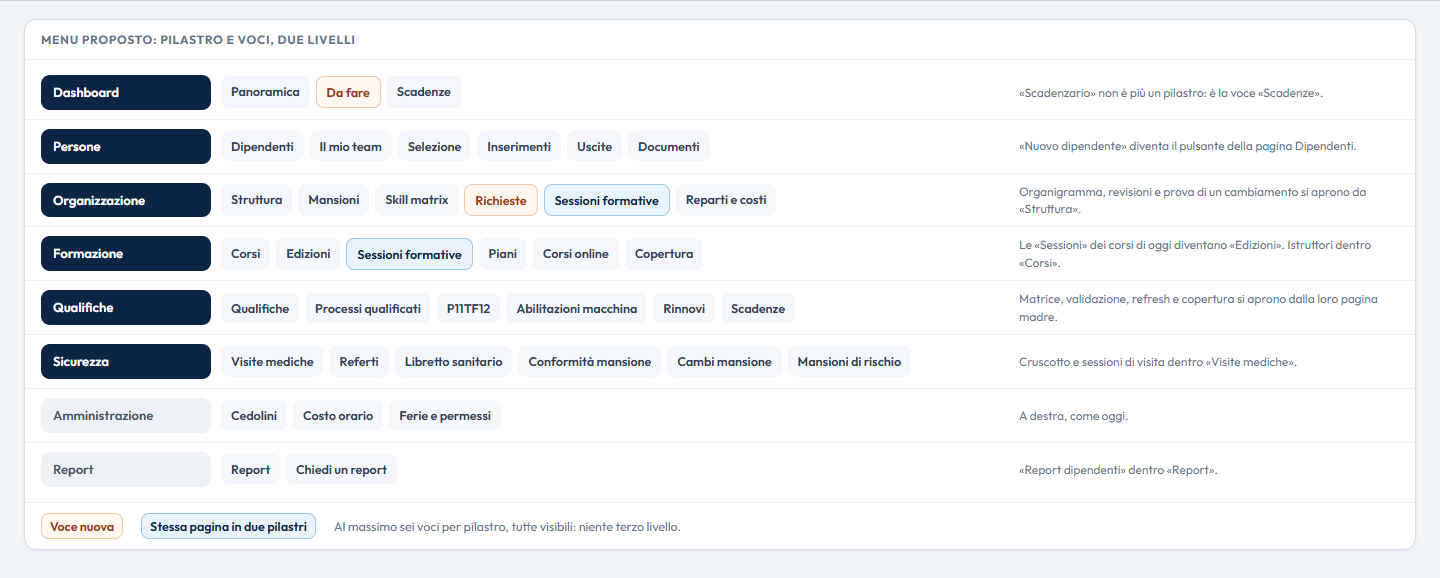 MENU PROPOSTO: PILASTRO E VOCI, DUE LIVELLI
Dashboard Panoramica Da fare Scadenze «Scadenzario» non è più un pilastro: è la voce «Scadenze».
Persone Dipendenti Il mio team Selezione Inserimenti Uscite Documenti «Nuovo dipendente» diventa il pulsante della pagina Dipendenti.
Organizzazione Struttura Mansioni Skill matrix Richieste Sessioni formative Reparti e costi Organigramma, revisioni e prova di un cambiamento si aprono da
«Struttura».
Formazione Corsi Edizioni Sessioni formative Piani Corsi online Copertura Le «Sessioni» dei corsi di oggi diventano «Edizioni». Istruttori dentro
«Corsi».
Qualifiche Qualifiche Processi qualificati P11TF12 Abilitazioni macchina Rinnovi Scadenze Matrice, validazione, refresh e copertura si aprono dalla loro pagina
madre.
Sicurezza Visite mediche Referti Libretto sanitario Conformità mansione Cambi mansione Mansioni di rischio Cruscotto e sessioni di visita dentro «Visite mediche».
Amministrazione Cedolini Costo orario Ferie e permessi A destra, come oggi.
Report Report Chiedi un report «Report dipendenti» dentro «Report».
Voce nuova Stessa pagina in due pilastri Al massimo sei voci per pilastro, tutte visibili: niente terzo livello.